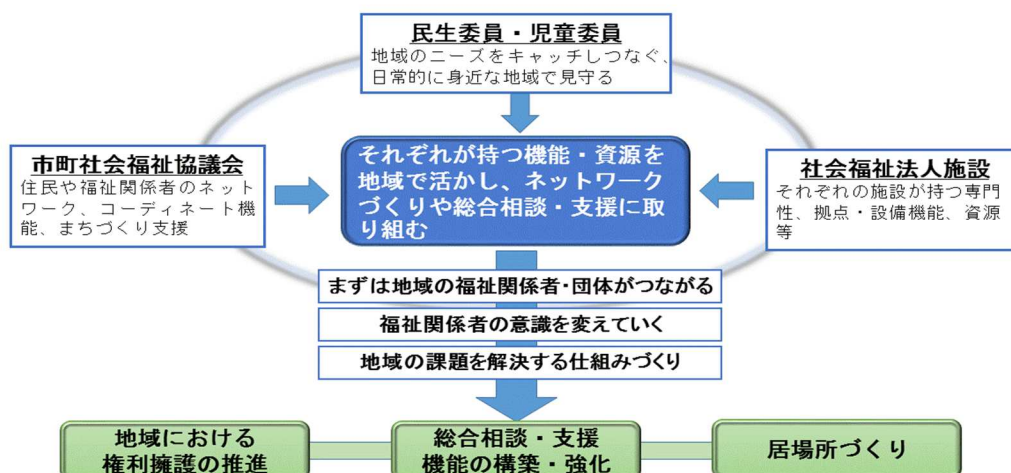 民生委員・児童委員
地域のニーズをキャッチしつなぐ、
日常的に身近な地域で見守る
市町社会福祉協議会
住民や福祉関係者のネット
ワーク、コーディネート機
能、まちづくり支援
それぞれが持つ機能・資源を
地域で活かし、ネットワーク
づくりや総合相談・支援に取
り組む
社会福祉法人施設
それぞれの施設が持つ専門
性、拠点・設備機能、資源
等
まずは地域の福祉関係者・団体がつながる
福祉関係者の意識を変えていく
地域の課題を解決する仕組みづくり
地域における
権利擁護の推進
総合相談・支援
機能の構築・強化
居場所づくり